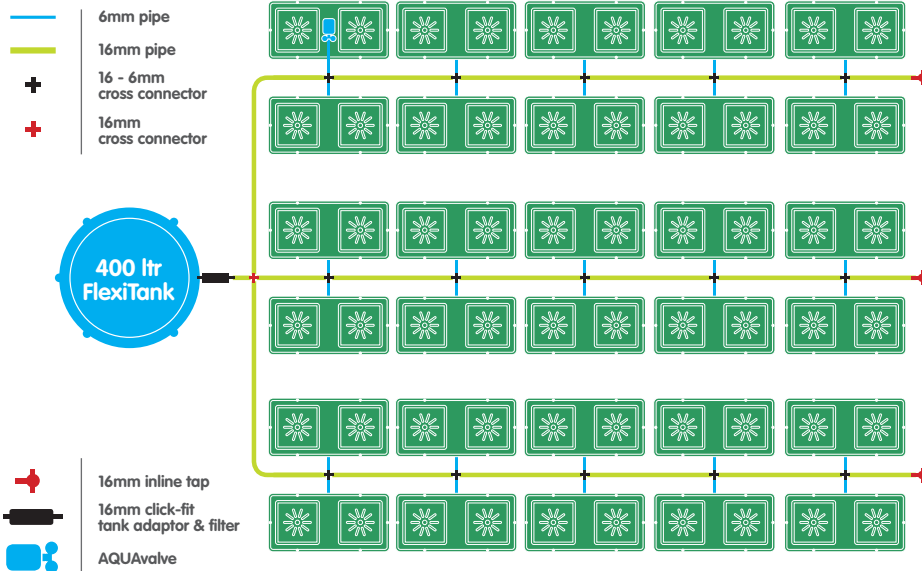 6mm pipe
16mm pipe
16 - 6mm
cross connector
16mm
cross connector
400 ltr
FlexiTank
16mm inline tap
16mm click-fit
tank adaptor & filter
AQUAvalve